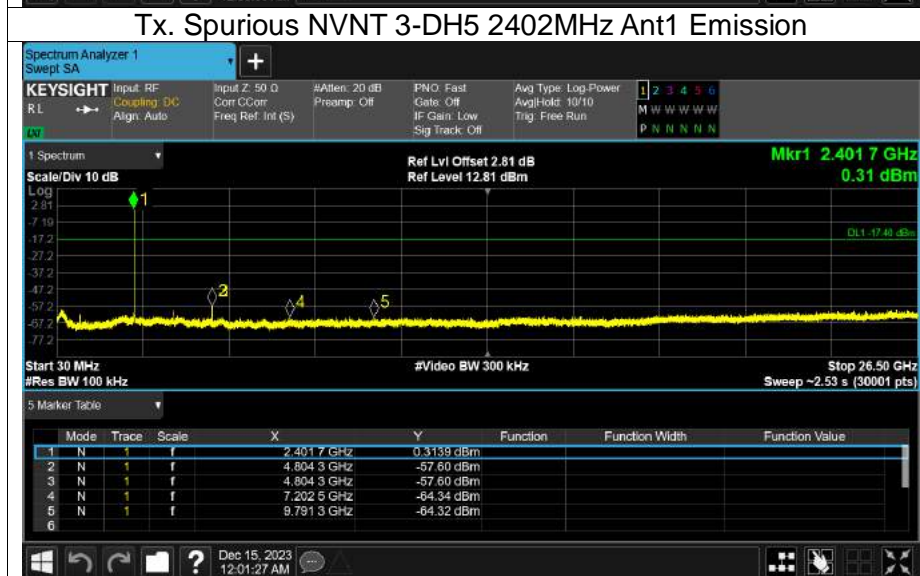 Tx. Spurious NVNT 3-DH5 2402MHz Ant1 Emission
Spectrum Analyzer 1
Swept SA
+
KEYSIGHT Input: RF Input Z: 50 Ω #Atten: 20 dB PNO: Fast Avg Type: Log-Power 1 2 3 4 5 6
RL Coupling: DC Corr CCorr Preamp: Off Gate: Off Avg|Hold: 10/10 M W W W W W
Align: Auto Freq Ref: Int (S) IF Gain: Low Trig: Free Run
LXI Sig Track: Off P N N N N N
1 Spectrum Ref Lvl Offset 2.81 dB Mkr1 2.401 7 GHz
Scale/Div 10 dB Ref Level 12.81 dBm 0.31 dBm
Log
2.81 1
-7.19
-17.2 DL1 -17.40 dBm
-27.2
-37.2
-47.2 2
-57.2 4 5
-67.2
-77.2
Start 30 MHz #Video BW 300 kHz Stop 26.50 GHz
#Res BW 100 kHz Sweep ~2.53 s (30001 pts)
5 Marker Table
Mode Trace Scale X Y Function Function Width Function Value
1 N 1 f 2.401 7 GHz 0.3139 dBm
2 N 1 f 4.804 3 GHz -57.60 dBm
3 N 1 f 4.804 3 GHz -57.60 dBm
4 N 1 f 7.202 5 GHz -64.34 dBm
5 N 1 f 9.791 3 GHz -64.32 dBm
6
? Dec 15, 2023
12:01:27 AM